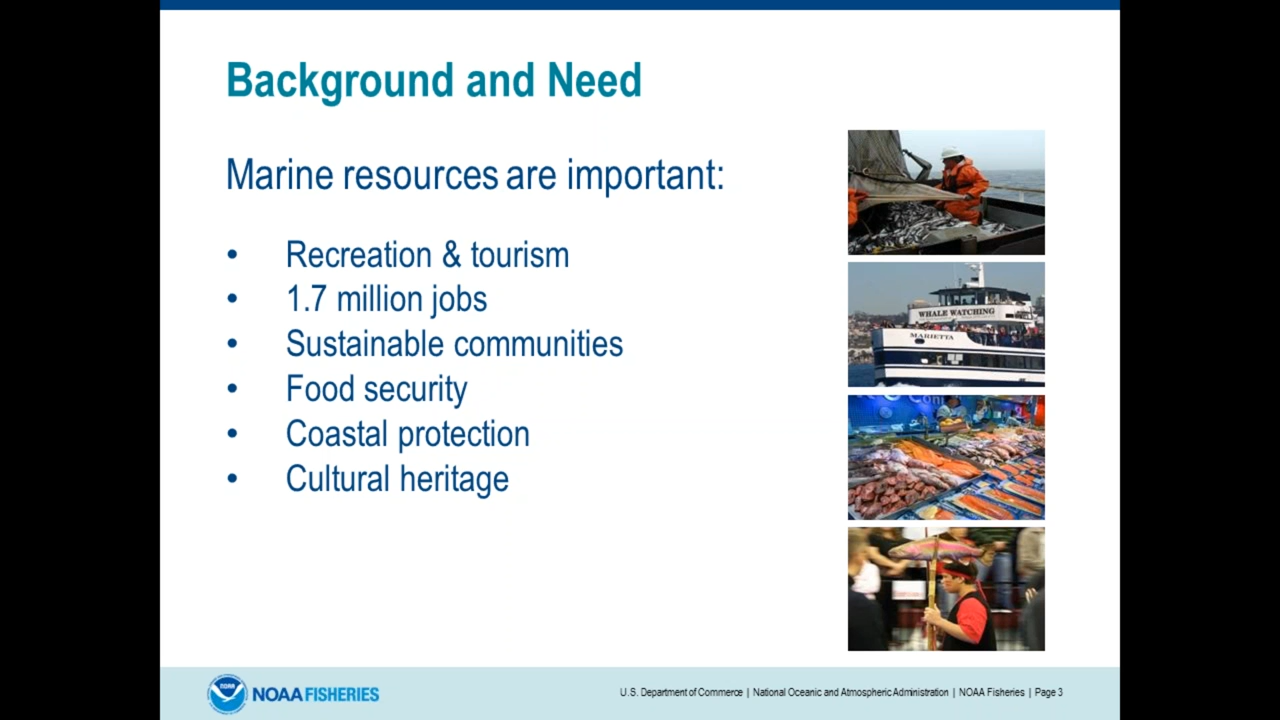 Background and Need
Marine resources are important:
• Recreation & tourism
• 1.7 million jobs
• Sustainable communities
• Food security
• Coastal protection
• Cultural heritage
WHALE WATCHING
MARIETTA
NOAA
NOAA FISHERIES
U.S. Department of Commerce | National Oceanic and Atmospheric Administration | NOAA Fisheries | Page 3